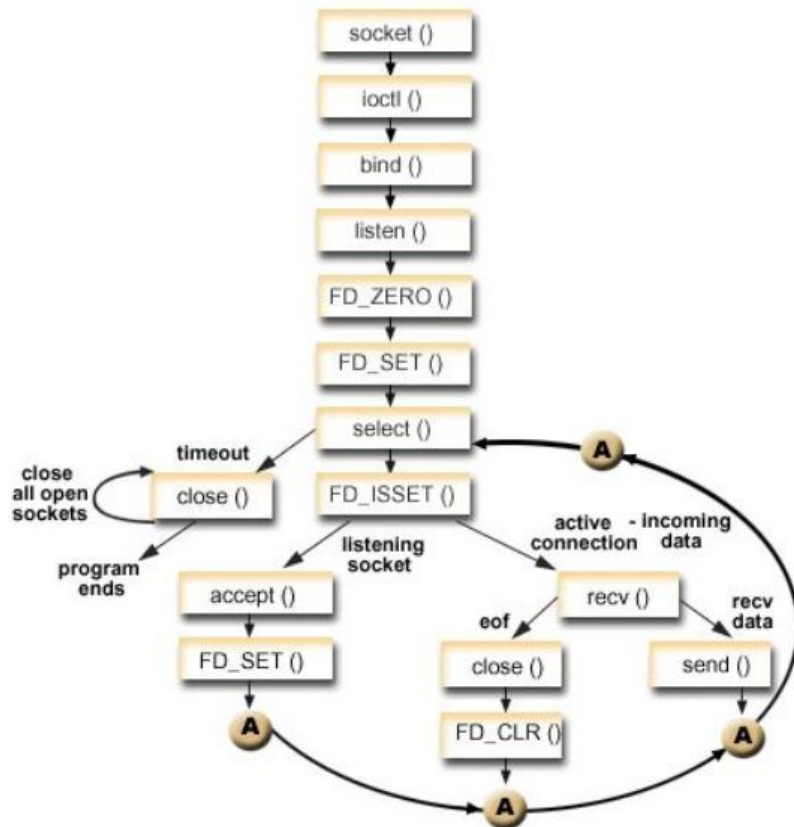 socket ()
ioctl ()
bind ()
listen ()
FD_ZERO ()
FD_SET ()
select ()
A
timeout
close
all open
sockets
close ()
FD_ISSET ()
program
ends
listening
socket
active
connection
- incoming
data
accept ()
recv ()
eof
recv
data
FD_SET ()
close ()
send ()
A
FD_CLR ()
A
A